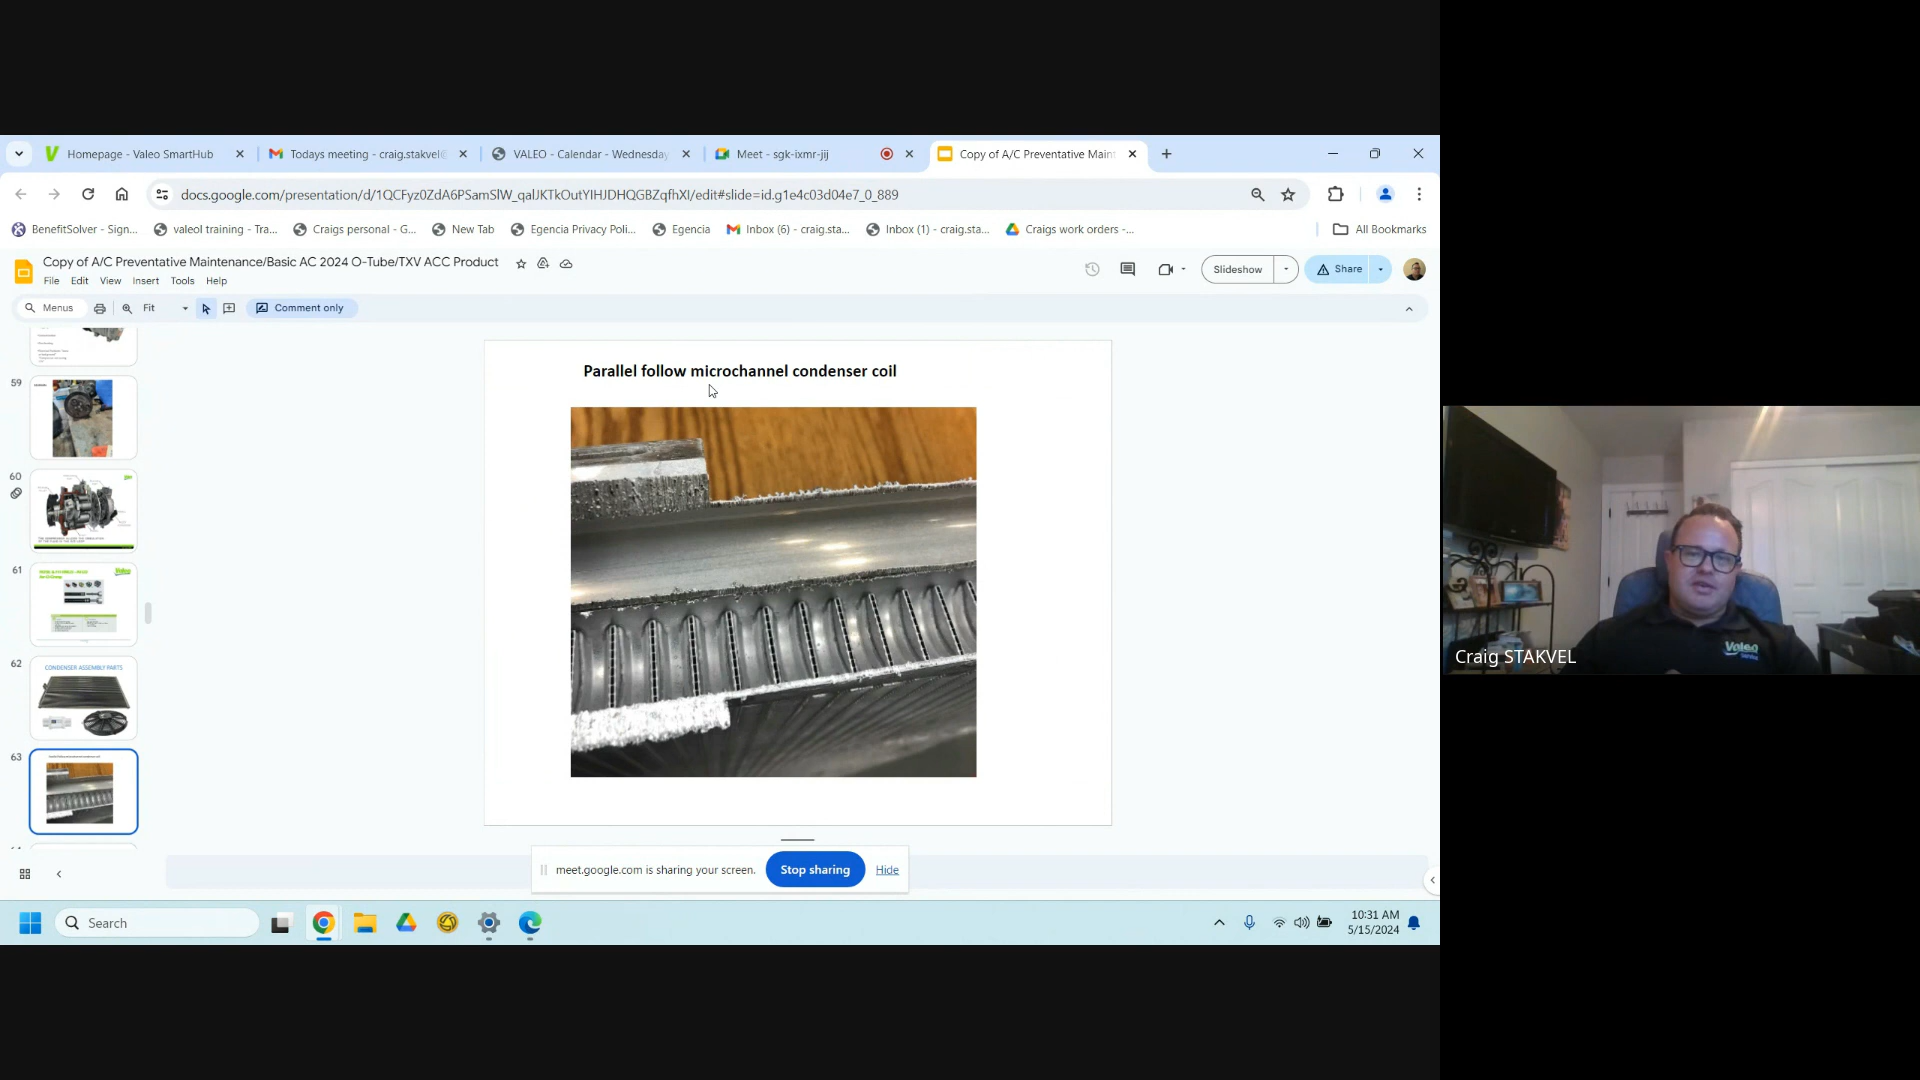 Homepage - Valeo SmartHub
Todays meeting - craig.stakvel@
VALEO - Calendar - Wednesday
Meet - sgk-ixmr-jij
Copy of A/C Preventative Maint
docs.google.com/presentation/d/1QCFyz0ZdA6PSamSlW_qalJKTkOutYIHJDHQGBZqfhXI/edit#slide=id.g1e4c03d04e7_0_889
BenefitSolver - Sign...
valeol training - Tra...
Craigs personal - G...
New Tab
Egencia Privacy Poli...
Egencia
Inbox (6) - craig.sta...
Inbox (1) - craig.sta...
Craigs work orders -...
All Bookmarks
Copy of A/C Preventative Maintenance/Basic AC 2024 O-Tube/TXV ACC Product
File Edit View Insert Tools Help
Slideshow
Share
Menus
Fit
Comment only
59
60
61
Valeo
62
CONDENSER ASSEMBLY PARTS
63
Parallel follow microchannel condenser coil
Craig STAKVEL
Valeo
meet.google.com is sharing your screen.
Stop sharing
Hide
Search
10:31 AM
5/15/2024